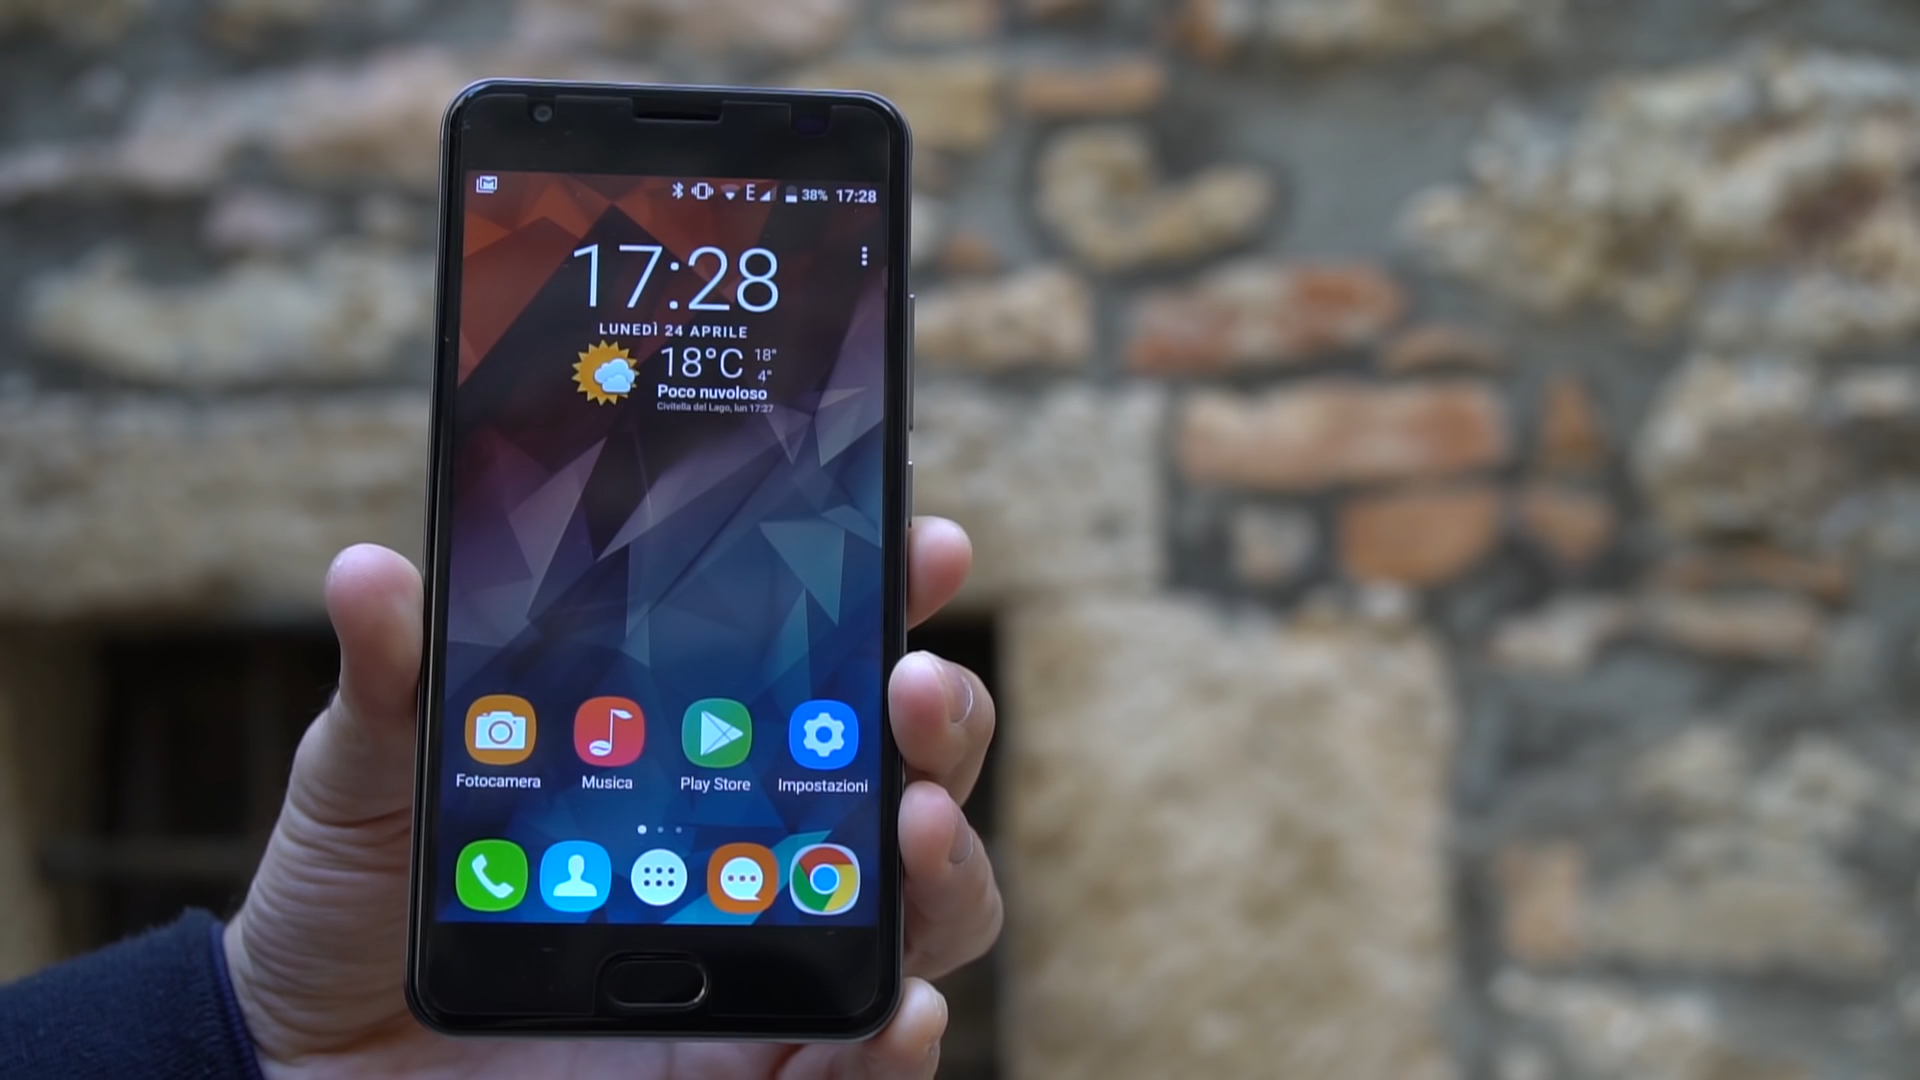 E 38% 17:28
17:28
LUNEDÌ 24 APRILE
18°C 18°
4°
Poco nuvoloso
Civitella del Lago, lun 17:27
Fotocamera Musica Play Store Impostazioni